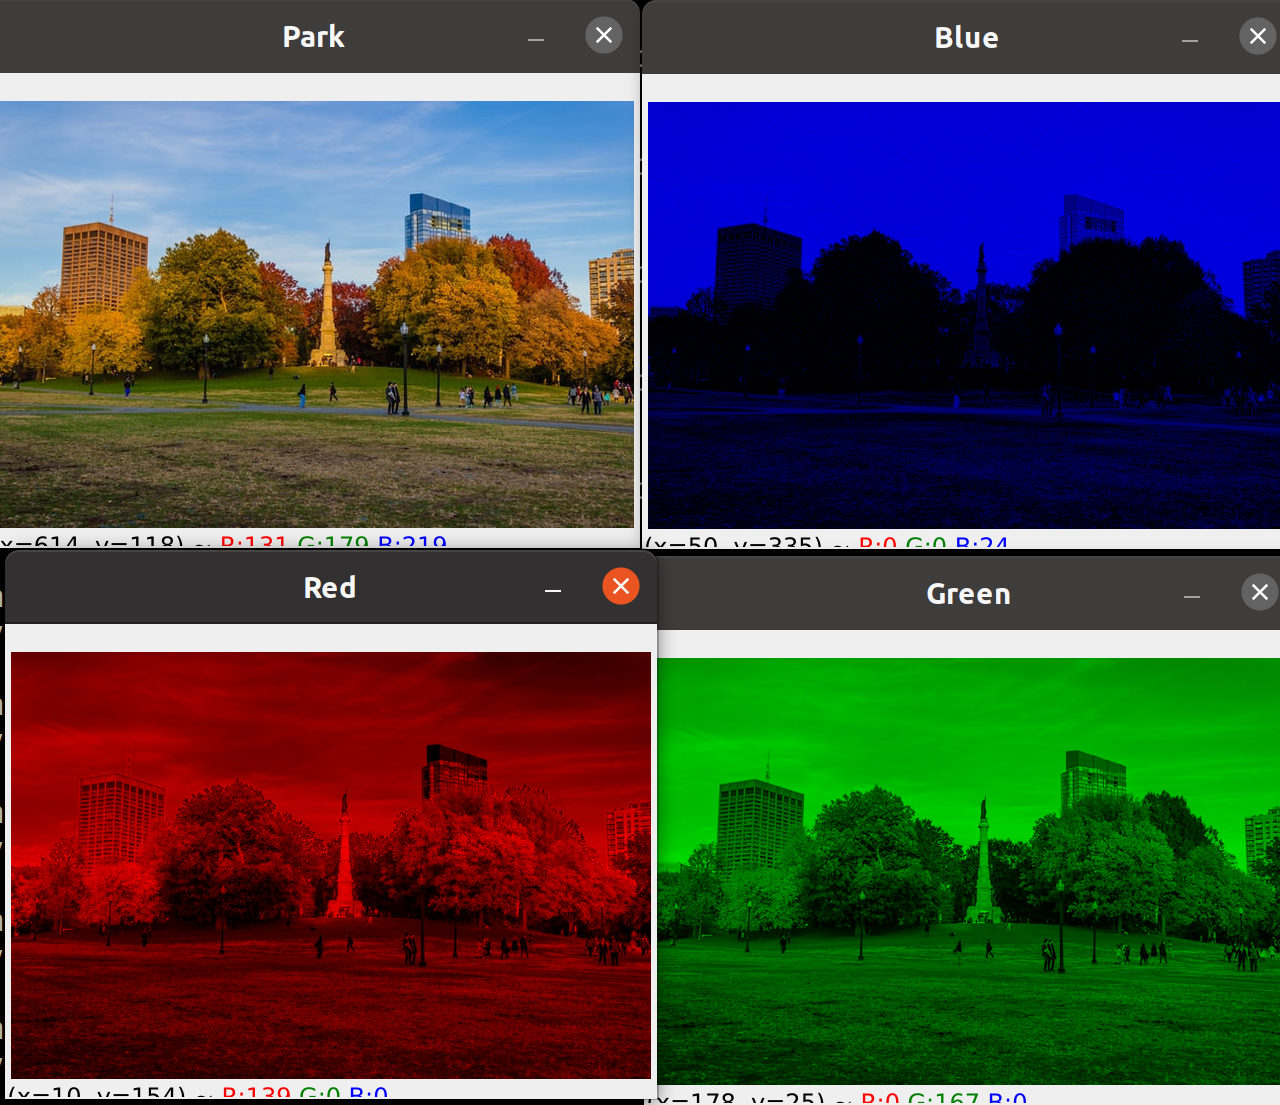 Park
(x=614, y=118) ~ R:131 G:179 B:219
Blue
(x=50, y=335) ~ R:0 G:0 B:24
Red
(x=10, y=154) ~ R:139 G:0 B:0
Green
(x=178, y=25) ~ R:0 G:167 B:0